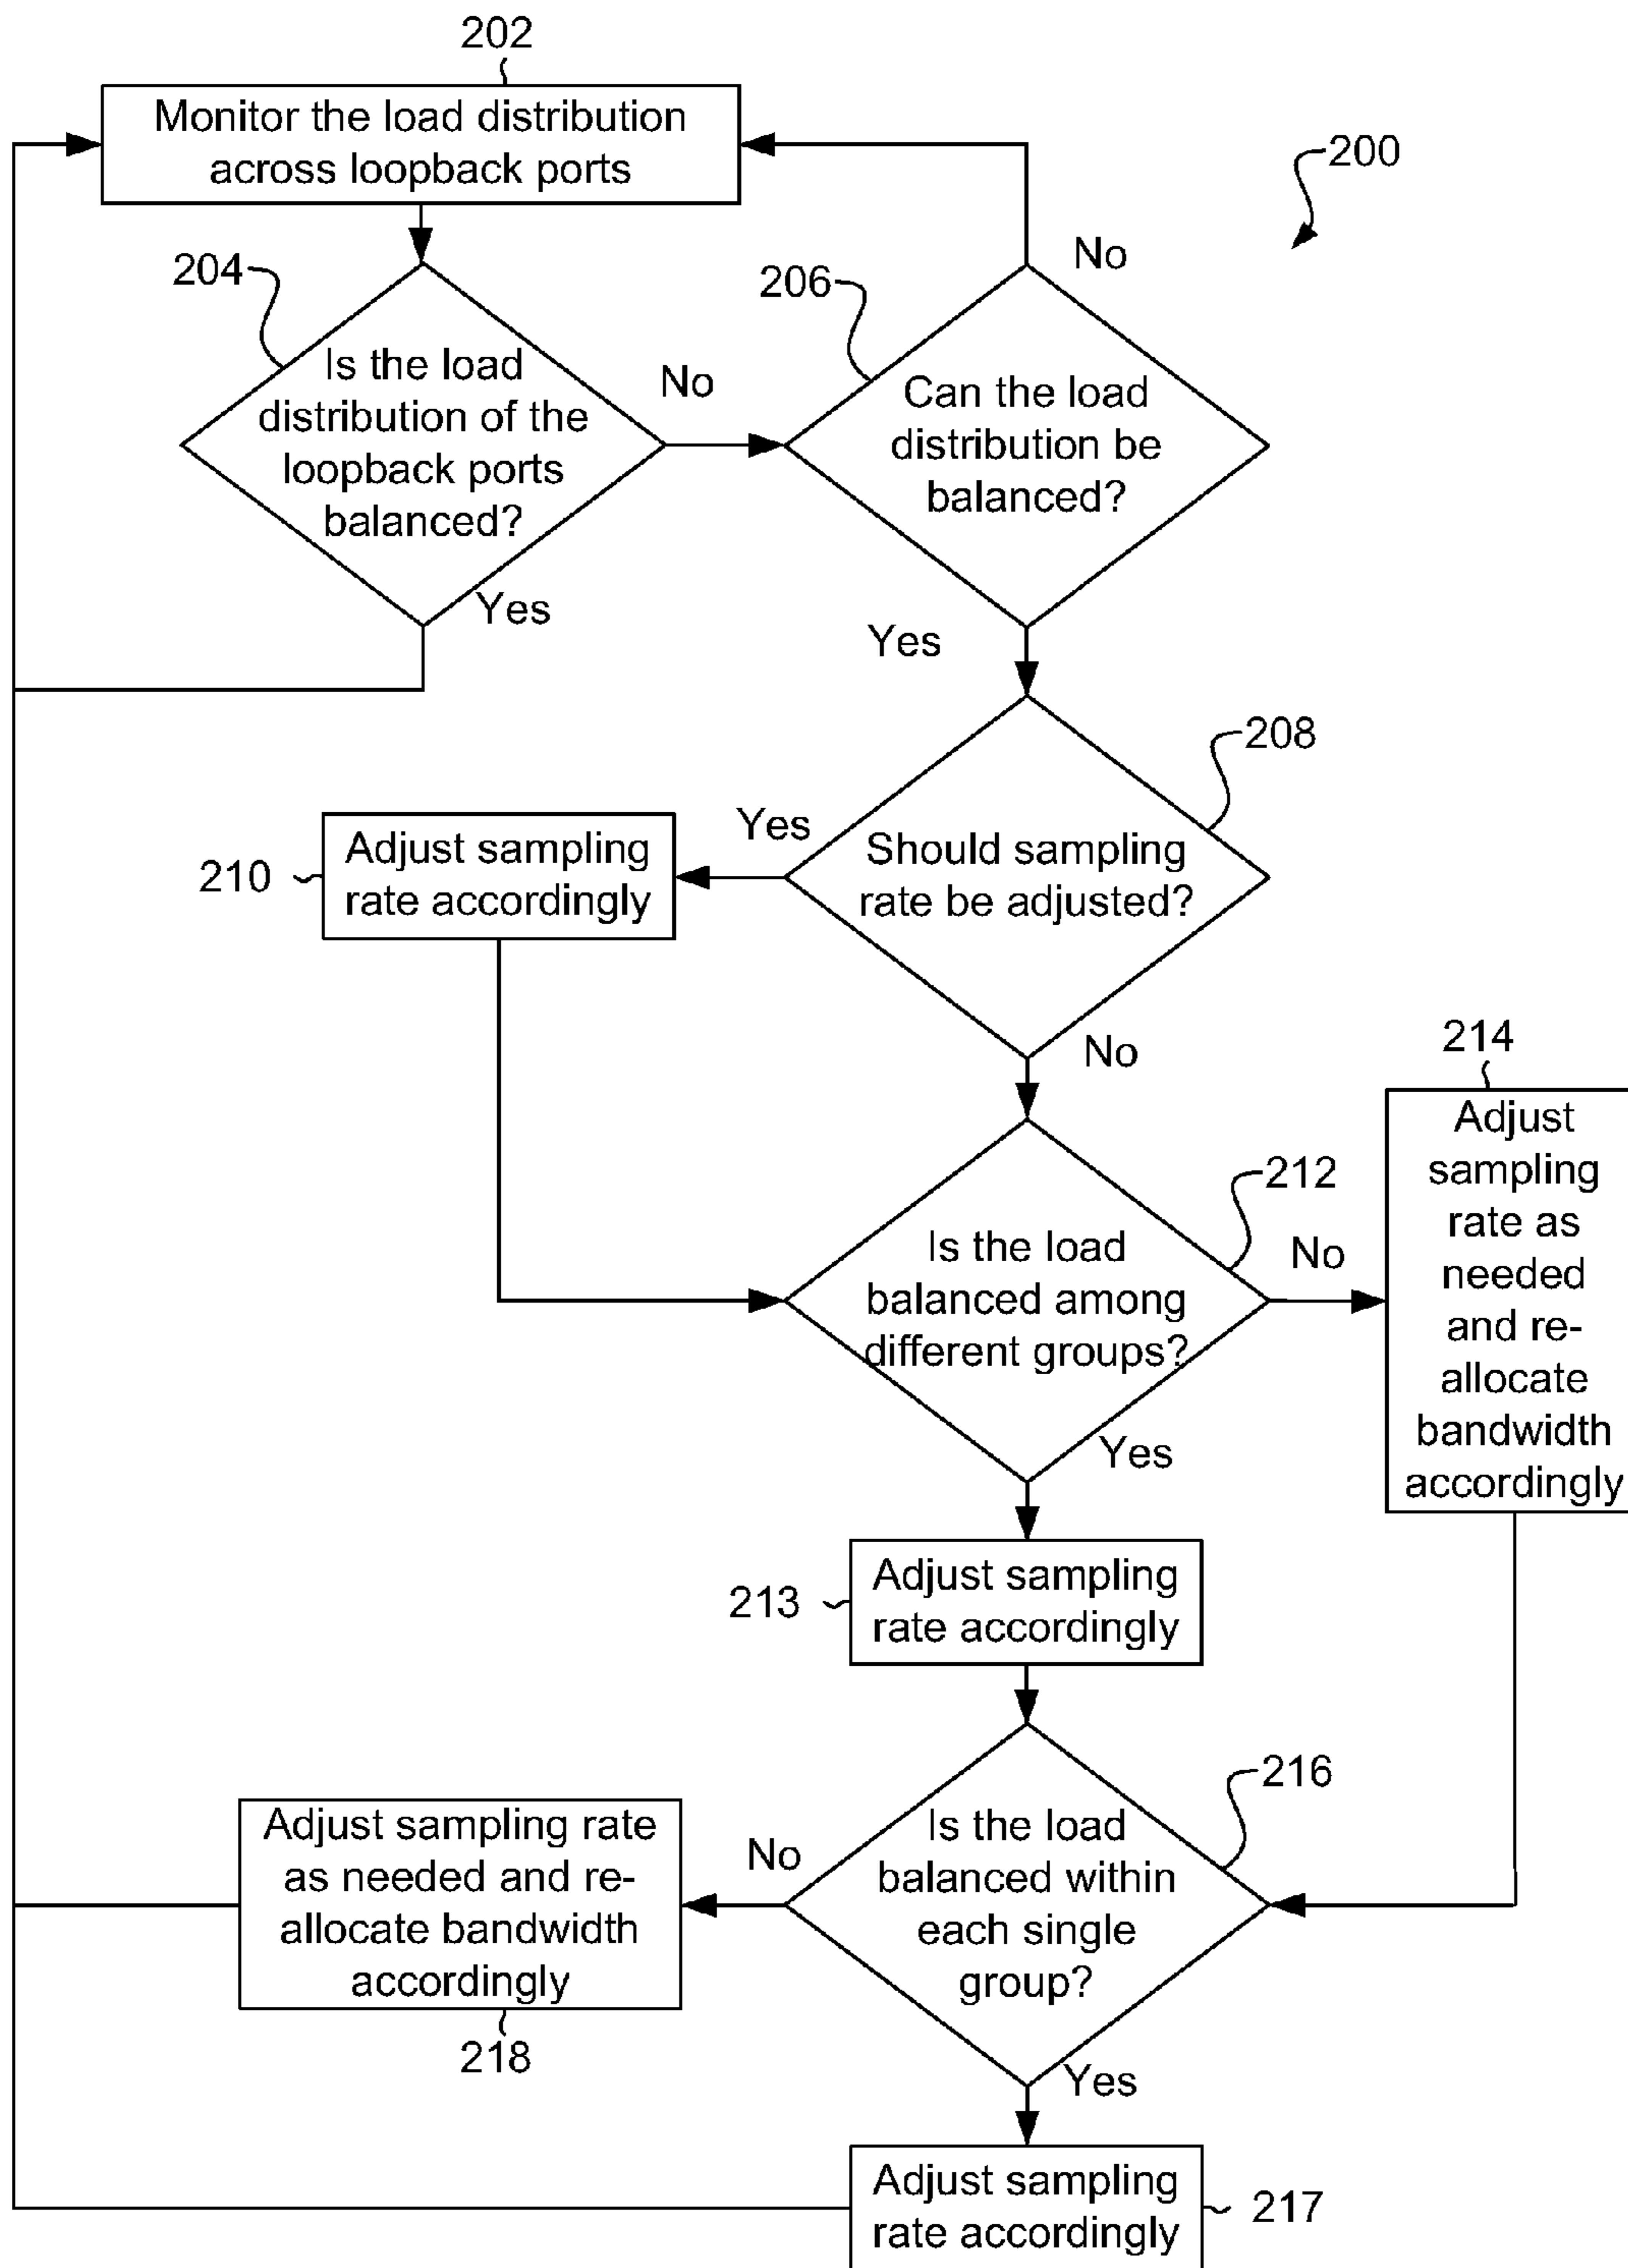 202
Monitor the load distribution
across loopback ports
200
204
Is the load
distribution of the
loopback ports
balanced?
No
Yes
206
Can the load
distribution be
balanced?
No
Yes
208
Should sampling
rate be adjusted?
Yes
No
210
Adjust sampling
rate accordingly
212
Is the load
balanced among
different groups?
No
Yes
214
Adjust
sampling
rate as
needed
and re-
allocate
bandwidth
accordingly
213
Adjust sampling
rate accordingly
216
Is the load
balanced within
each single
group?
No
Yes
Adjust sampling rate
as needed and re-
allocate bandwidth
accordingly
218
Adjust sampling
rate accordingly
217